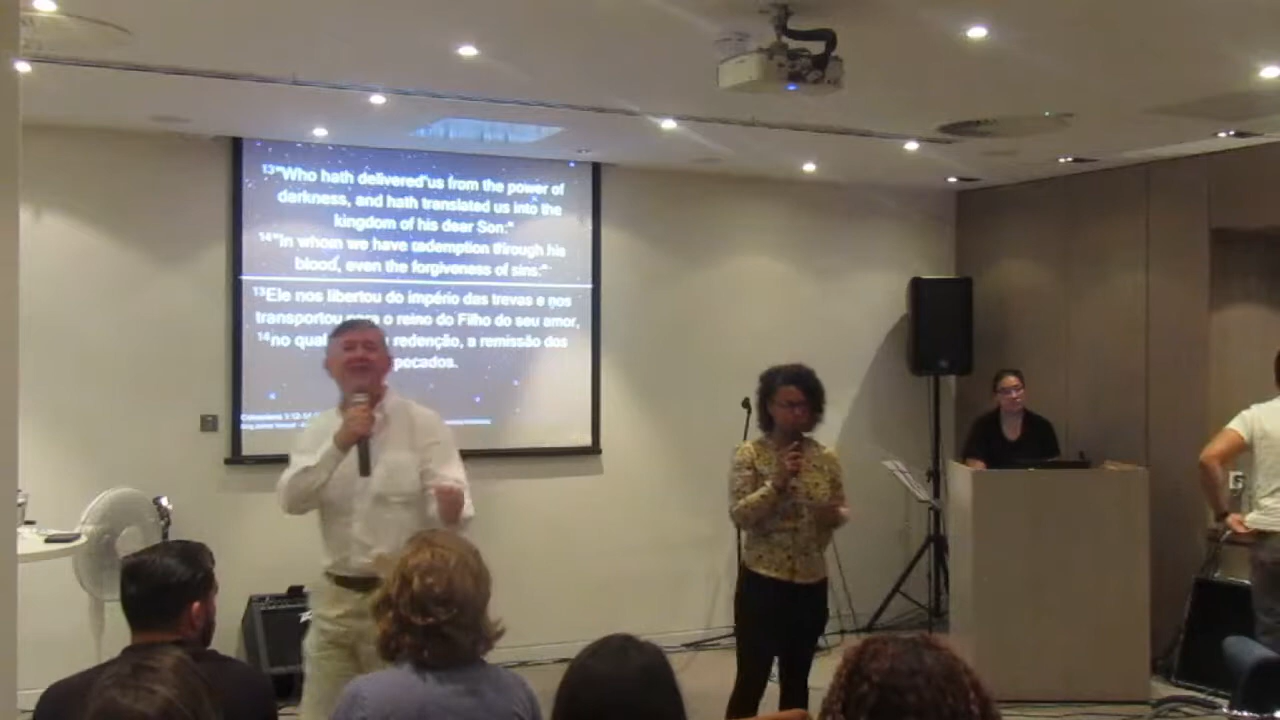 13"Who hath delivered us from the power of
darkness, and hath translated us into the
kingdom of his dear Son:"
14"In whom we have redemption through his
blood, even the forgiveness of sins:"
13Ele nos libertou do império das trevas e nos
transportou para o reino do Filho do seu amor,
14no qual redenção, a remissão dos
pecados.